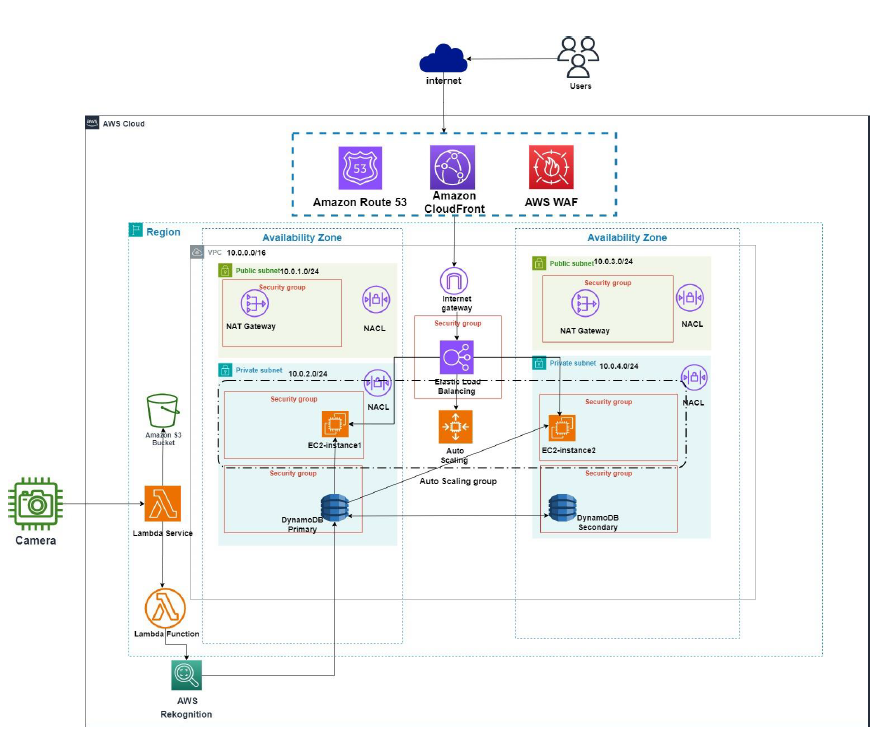 internet
Users
aws
AWS Cloud
53
Amazon Route 53
Amazon
CloudFront
AWS WAF
Region
Availability Zone
Availability Zone
VPC 10.0.0.0/16
Public subnet 10.0.1.0/24
Security group
NAT Gateway
NACL
Internet
gateway
Public subnet 10.0.3.0/24
Security group
NAT Gateway
NACL
Security group
Elastic Load
Balancing
Private subnet 10.0.2.0/24
NACL
Security group
EC2-instance1
Private subnet 10.0.4.0/24
NACL
Security group
EC2-instance2
Auto
Scaling
Auto Scaling group
Security group
DynamoDB
Primary
Security group
DynamoDB
Secondary
Amazon S3
Bucket
Camera
Lambda Service
Lambda Function
AWS
Rekognition